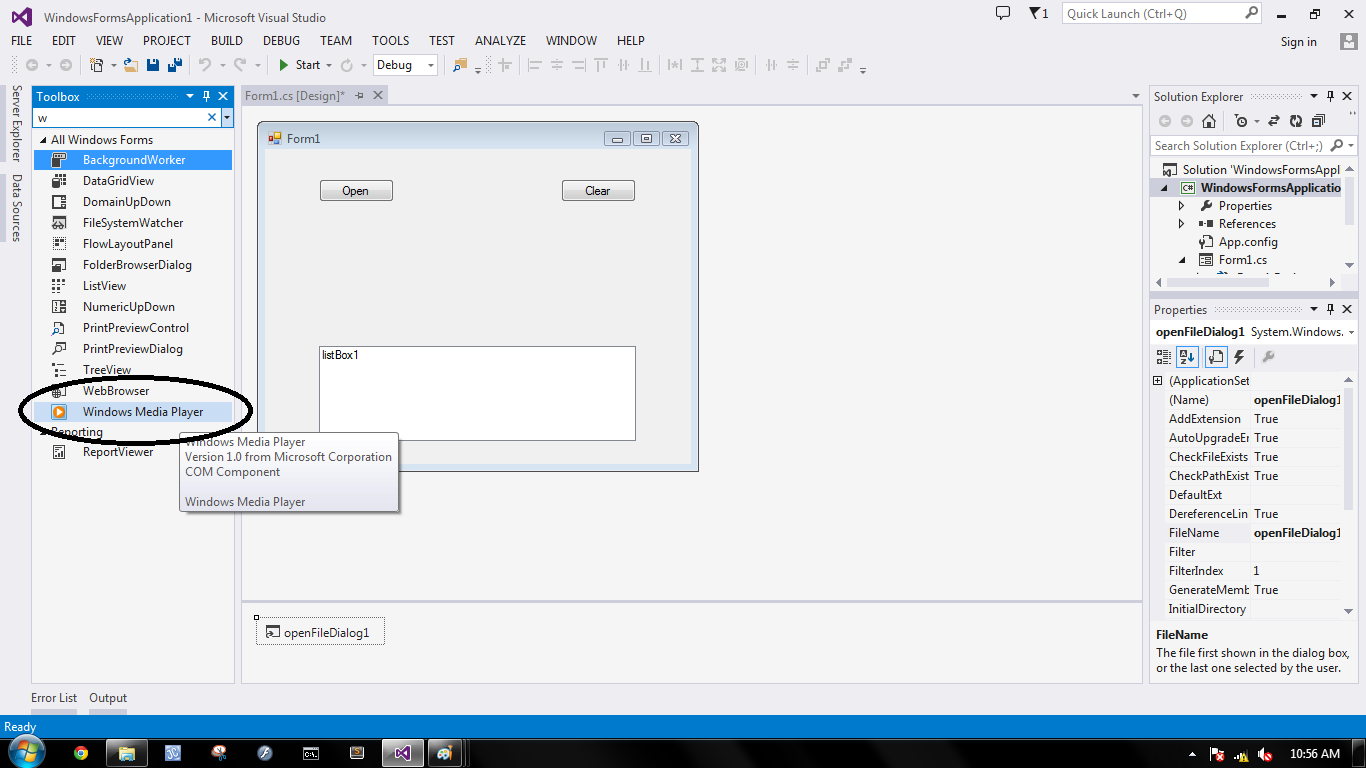 WindowsFormsApplication1 - Microsoft Visual Studio
1
Quick Launch (Ctrl+Q)
FILE EDIT VIEW PROJECT BUILD DEBUG TEAM TOOLS TEST ANALYZE WINDOW HELP
Sign in
Start
Debug
Server Explorer
Data Sources
Toolbox
w
All Windows Forms
BackgroundWorker
DataGridView
DomainUpDown
FileSystemWatcher
FlowLayoutPanel
FolderBrowserDialog
ListView
NumericUpDown
PrintPreviewControl
PrintPreviewDialog
TreeView
WebBrowser
Windows Media Player
Reporting
ReportViewer
Windows Media Player
Version 1.0 from Microsoft Corporation
COM Component
Windows Media Player
Form1.cs [Design]*
Form1
Open
Clear
listBox1
openFileDialog1
Solution Explorer
Search Solution Explorer (Ctrl+;)
Solution 'WindowsFormsAppl
C# WindowsFormsApplicatio
Properties
References
App.config
Form1.cs
Properties
openFileDialog1 System.Windows.
(ApplicationSet
(Name) openFileDialog1
AddExtension True
AutoUpgradeEr True
CheckFileExists True
CheckPathExist True
DefaultExt
DereferenceLin True
FileName openFileDialog1
Filter
FilterIndex 1
GenerateMemb True
InitialDirectory
FileName
The file first shown in the dialog box,
or the last one selected by the user.
Error List Output
Ready
10:56 AM